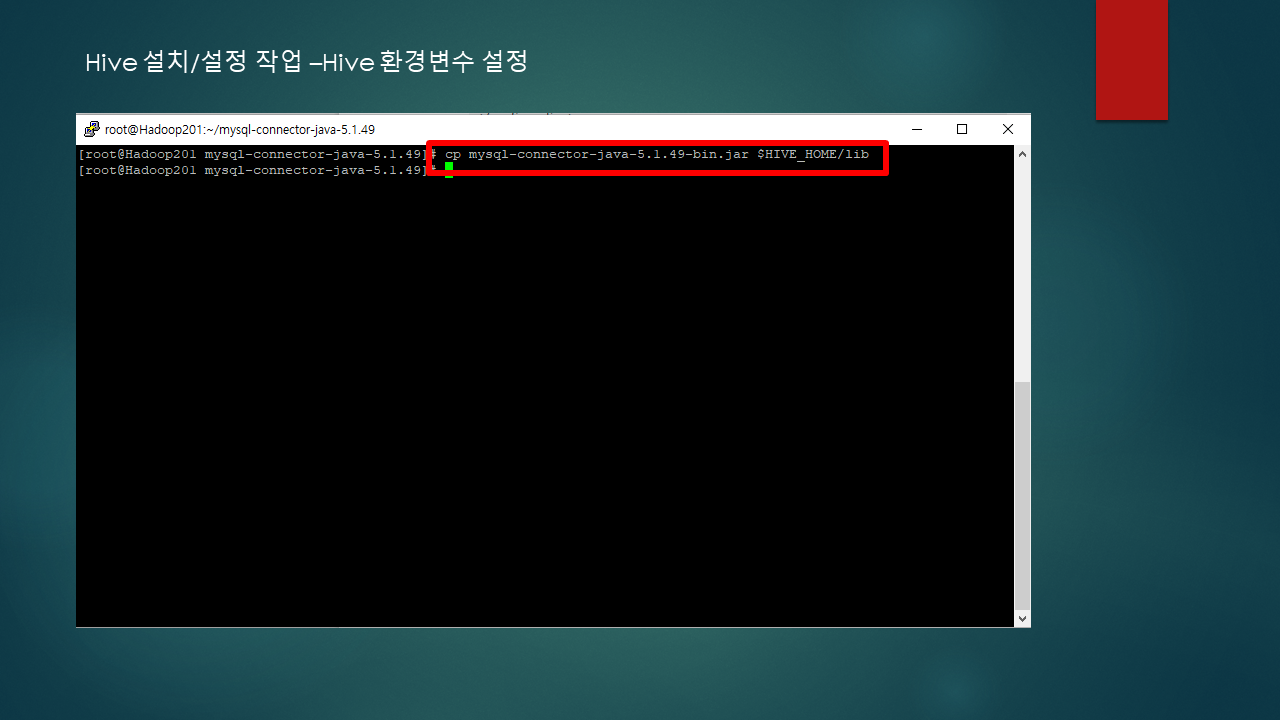 Hive 설치/설정 작업 –Hive 환경변수 설정
root@Hadoop201:~/mysql-connector-java-5.1.49
[root@Hadoop201 mysql-connector-java-5.1.49]# cp mysql-connector-java-5.1.49-bin.jar $HIVE_HOME/lib
[root@Hadoop201 mysql-connector-java-5.1.49]#